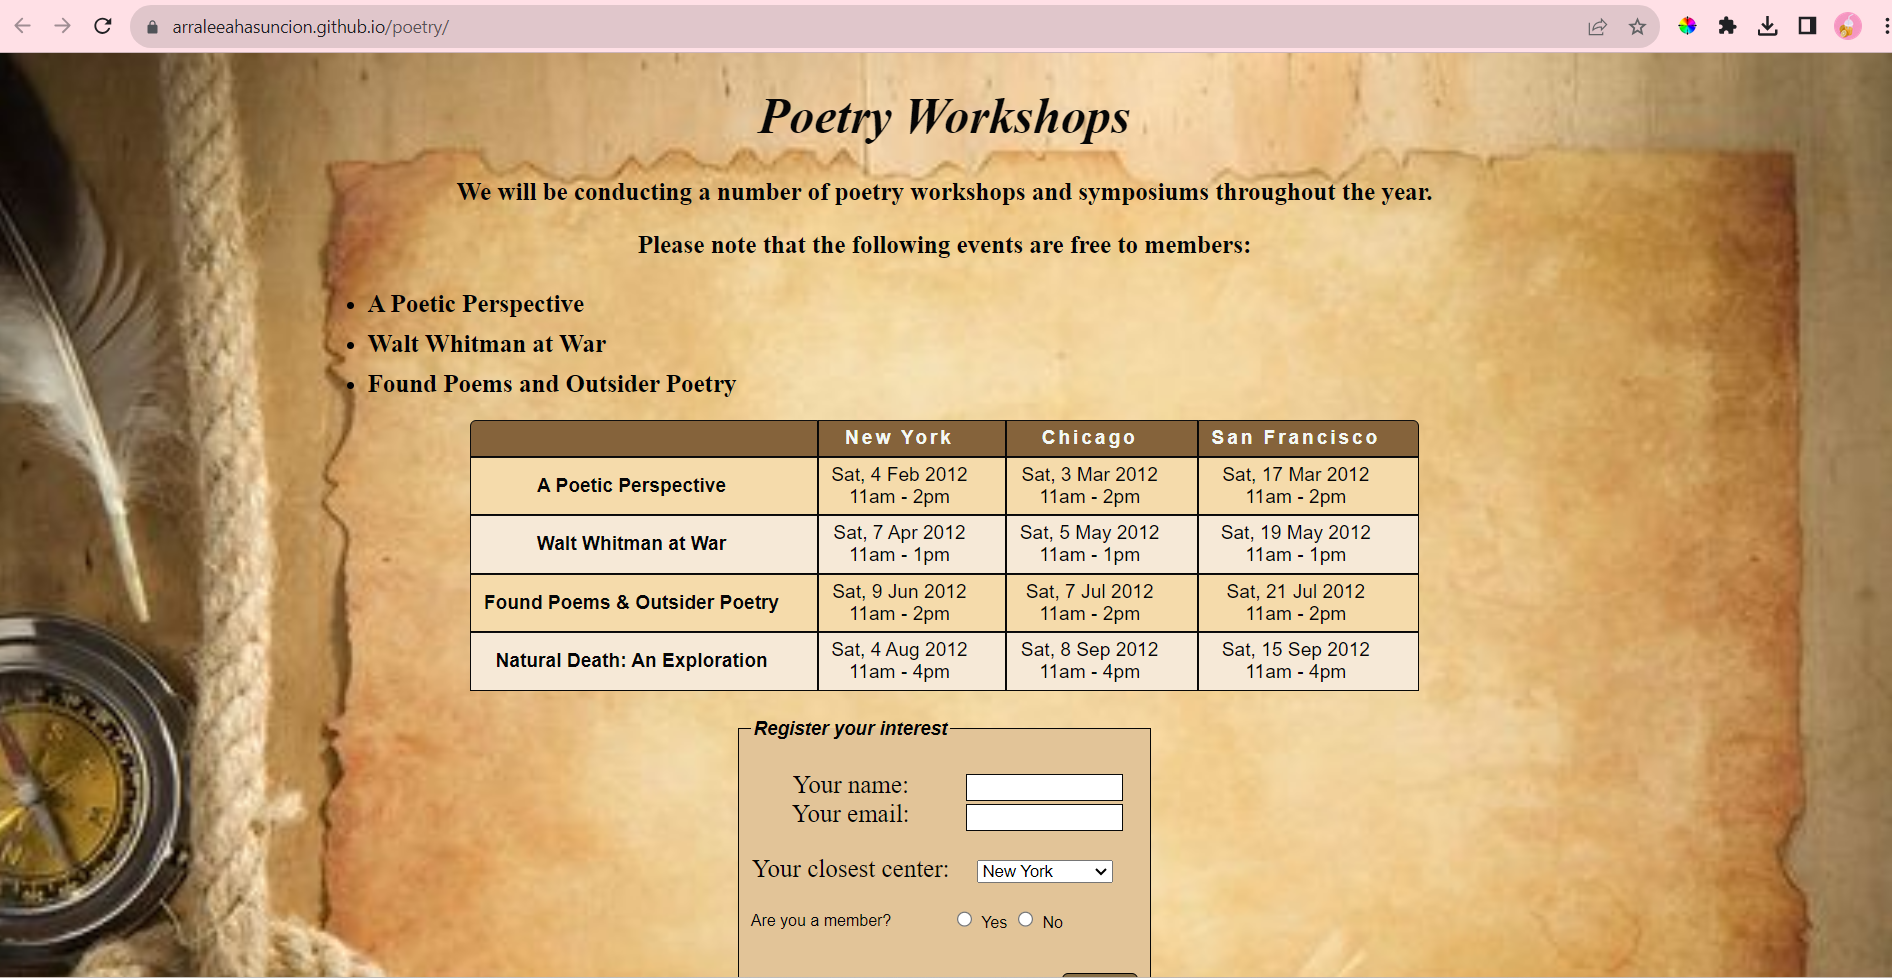 arraleeahasuncion.github.io/poetry/
Poetry Workshops
We will be conducting a number of poetry workshops and symposiums throughout the year.
Please note that the following events are free to members:
• A Poetic Perspective
• Walt Whitman at War
• Found Poems and Outsider Poetry
New York Chicago San Francisco
A Poetic Perspective Sat, 4 Feb 2012 11am - 2pm Sat, 3 Mar 2012 11am - 2pm Sat, 17 Mar 2012 11am - 2pm
Walt Whitman at War Sat, 7 Apr 2012 11am - 1pm Sat, 5 May 2012 11am - 1pm Sat, 19 May 2012 11am - 1pm
Found Poems & Outsider Poetry Sat, 9 Jun 2012 11am - 2pm Sat, 7 Jul 2012 11am - 2pm Sat, 21 Jul 2012 11am - 2pm
Natural Death: An Exploration Sat, 4 Aug 2012 11am - 4pm Sat, 8 Sep 2012 11am - 4pm Sat, 15 Sep 2012 11am - 4pm
Register your interest
Your name:
Your email:
Your closest center: New York
Are you a member? Yes No